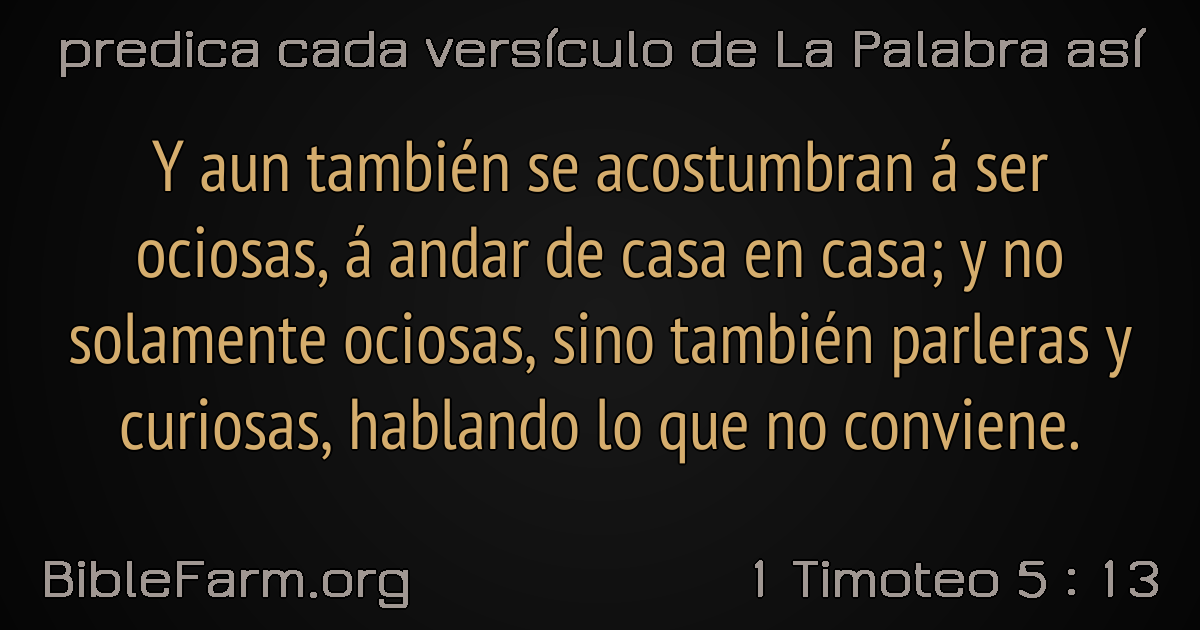 predica cada versículo de La Palabra así
Y aun también se acostumbran á ser
ociosas, á andar de casa en casa; y no
solamente ociosas, sino también parleras y
curiosas, hablando lo que no conviene.
BibleFarm.org
1 Timoteo 5 : 13